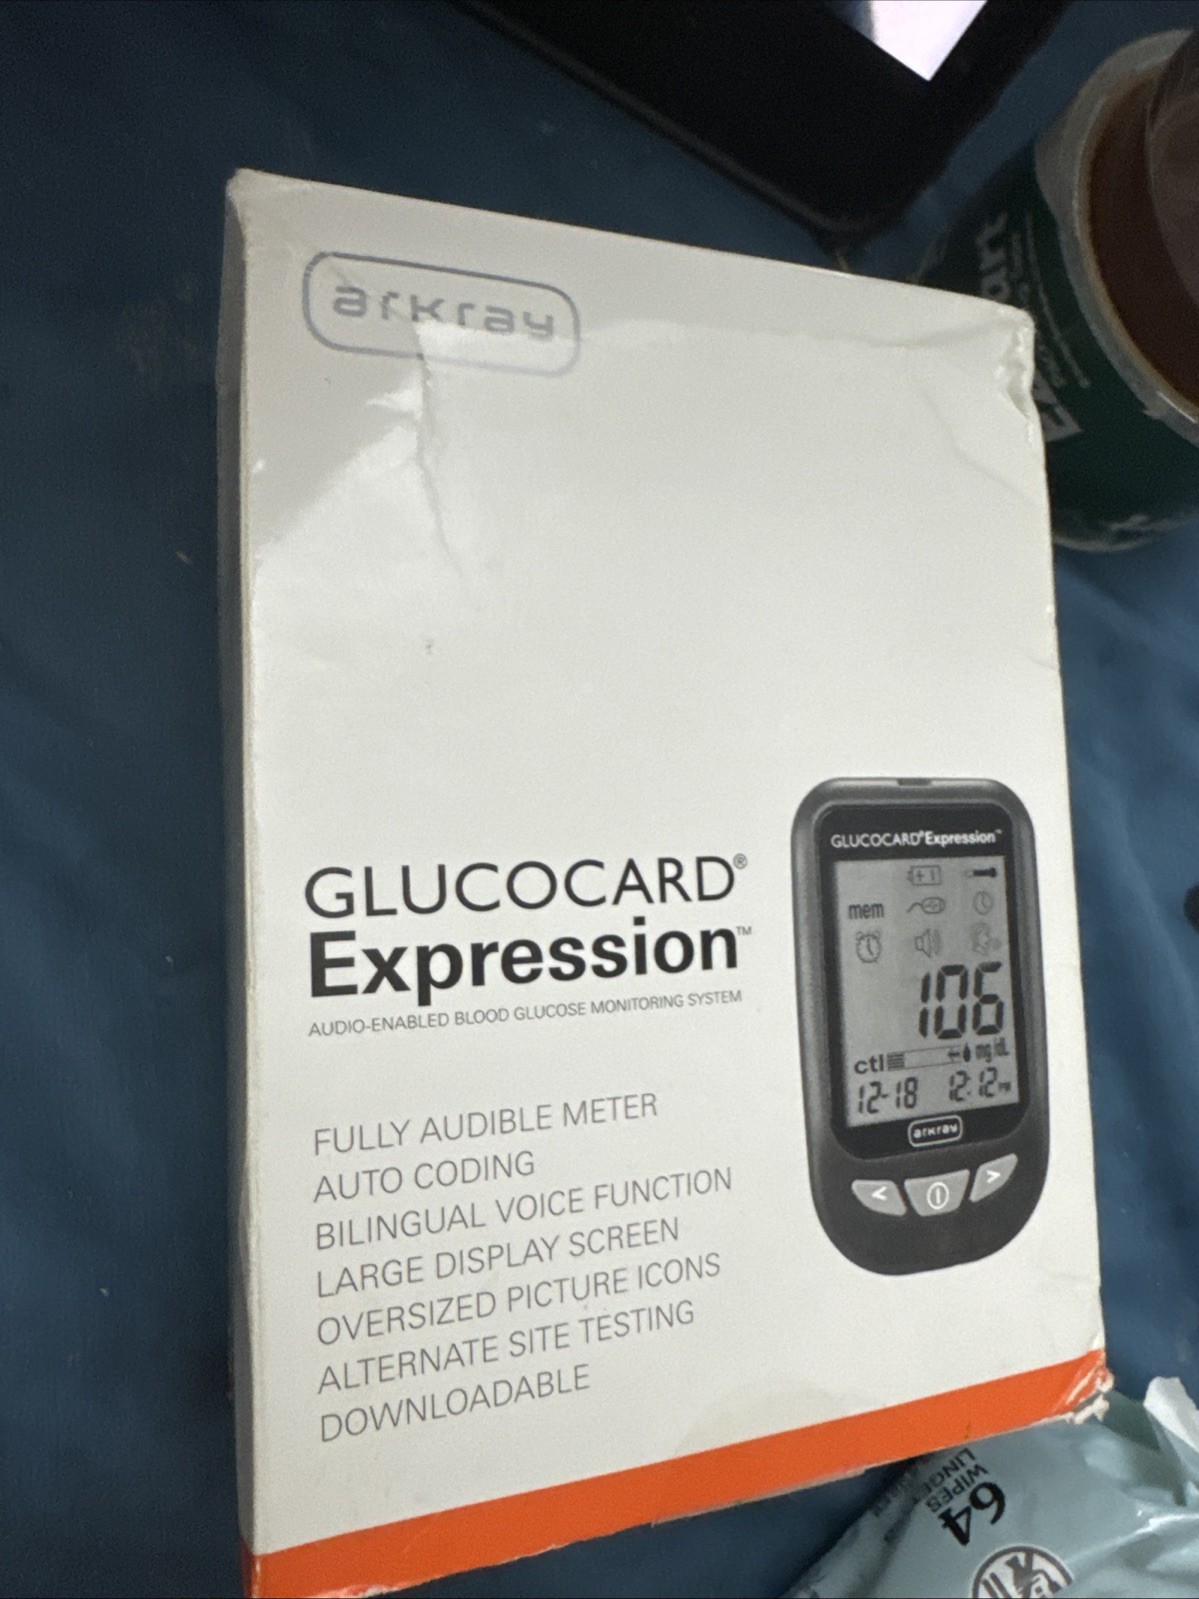 arkray
GLUCOCARD®
Expression™
AUDIO-ENABLED BLOOD GLUCOSE MONITORING SYSTEM
FULLY AUDIBLE METER
AUTO CODING
BILINGUAL VOICE FUNCTION
LARGE DISPLAY SCREEN
OVERSIZED PICTURE ICONS
ALTERNATE SITE TESTING
DOWNLOADABLE
GLUCOCARD® Expression™
mem
106
ctl mg/dL
12-18 12:12 PM
arkray
< >
64
WIPES